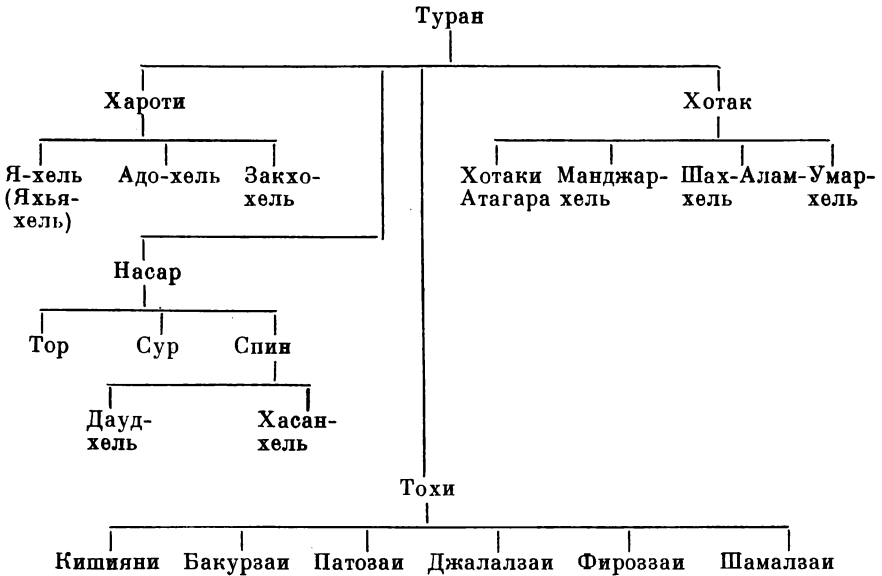 Туран
Хароти Хотак
Я-хель Адо-хель Закхо- Хотаки Манджар- Шах-Алам- Умар-
(Яхья- хель Атагара хель хель хель
хель)
Насар
Тор Сур Спин
Дауд- Хасан-
хель хель
Тохи
Кишияни Бакурзаи Патозаи Джалалзаи Фироззаи Шамалзаи